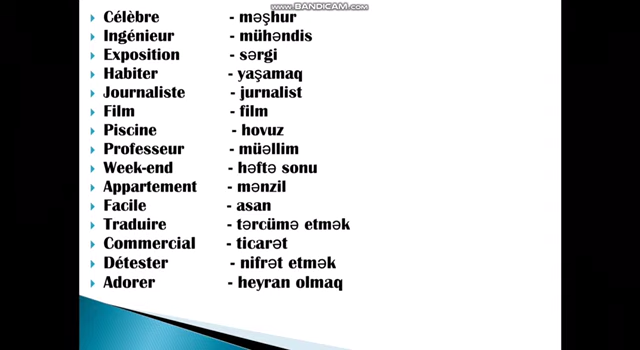 www.BANDICAM.com
Célèbre - məşhur
Ingénieur - mühəndis
Exposition - sərgi
Habiter - yaşamaq
Journaliste - jurnalist
Film - film
Piscine - hovuz
Professeur - müəllim
Week-end - həftə sonu
Appartement - mənzil
Facile - asan
Traduire - tərcümə etmək
Commercial - ticarət
Détester - nifrət etmək
Adorer - heyran olmaq